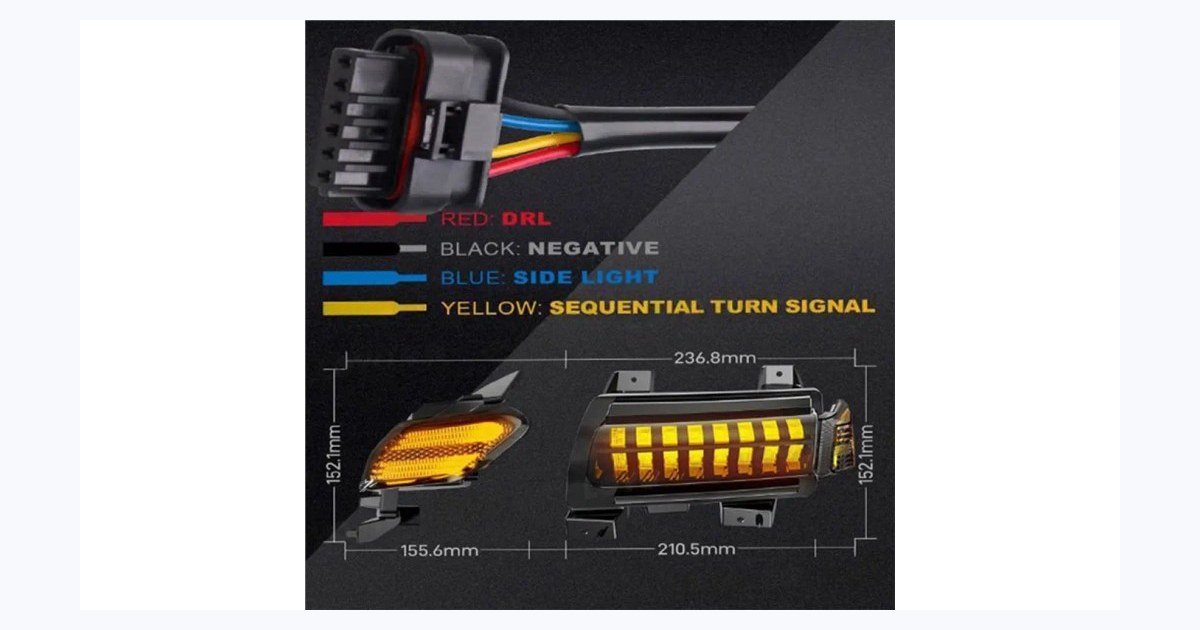 RED: DRL
BLACK: NEGATIVE
BLUE: SIDE LIGHT
YELLOW: SEQUENTIAL TURN SIGNAL
236.8mm
152.1mm
152.1mm
155.6mm
210.5mm